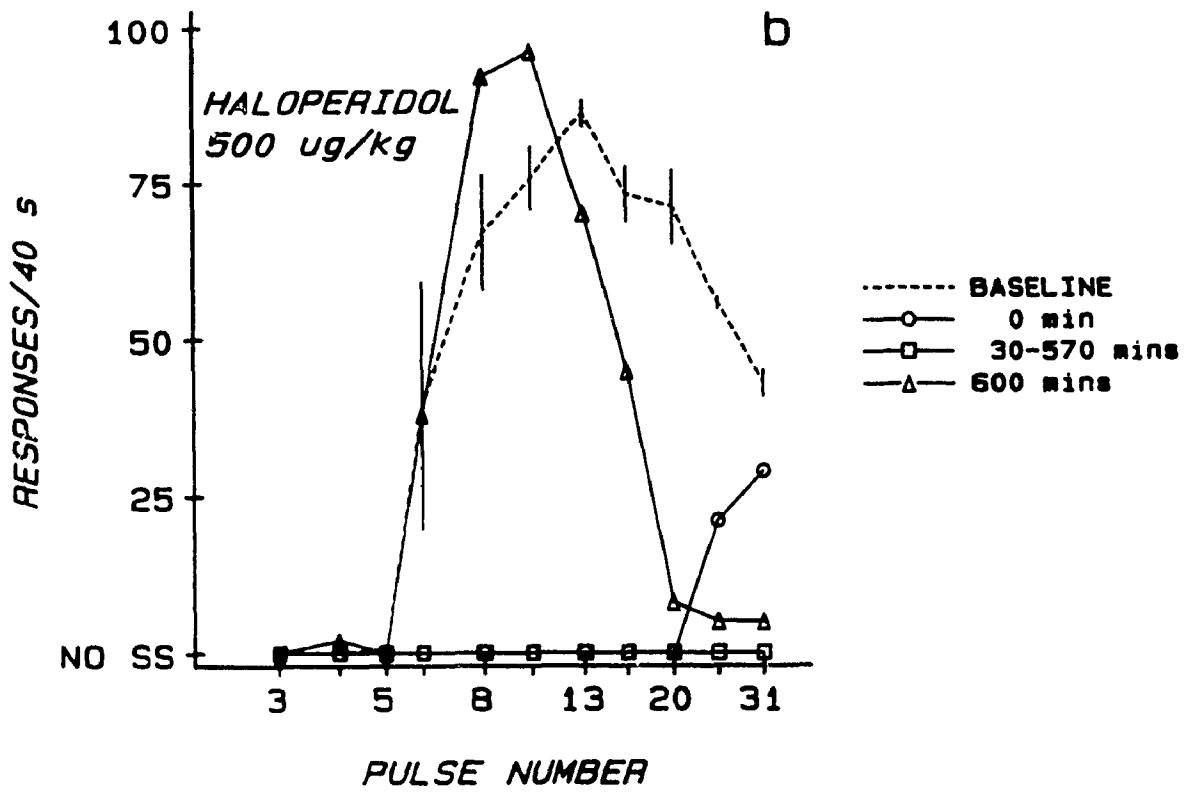 b
100
75
50
25
NO SS
RESPONSES/40 s
HALOPERIDOL
500 ug/kg
BASELINE
0 min
30-570 mins
600 mins
3 5 8 13 20 31
PULSE NUMBER